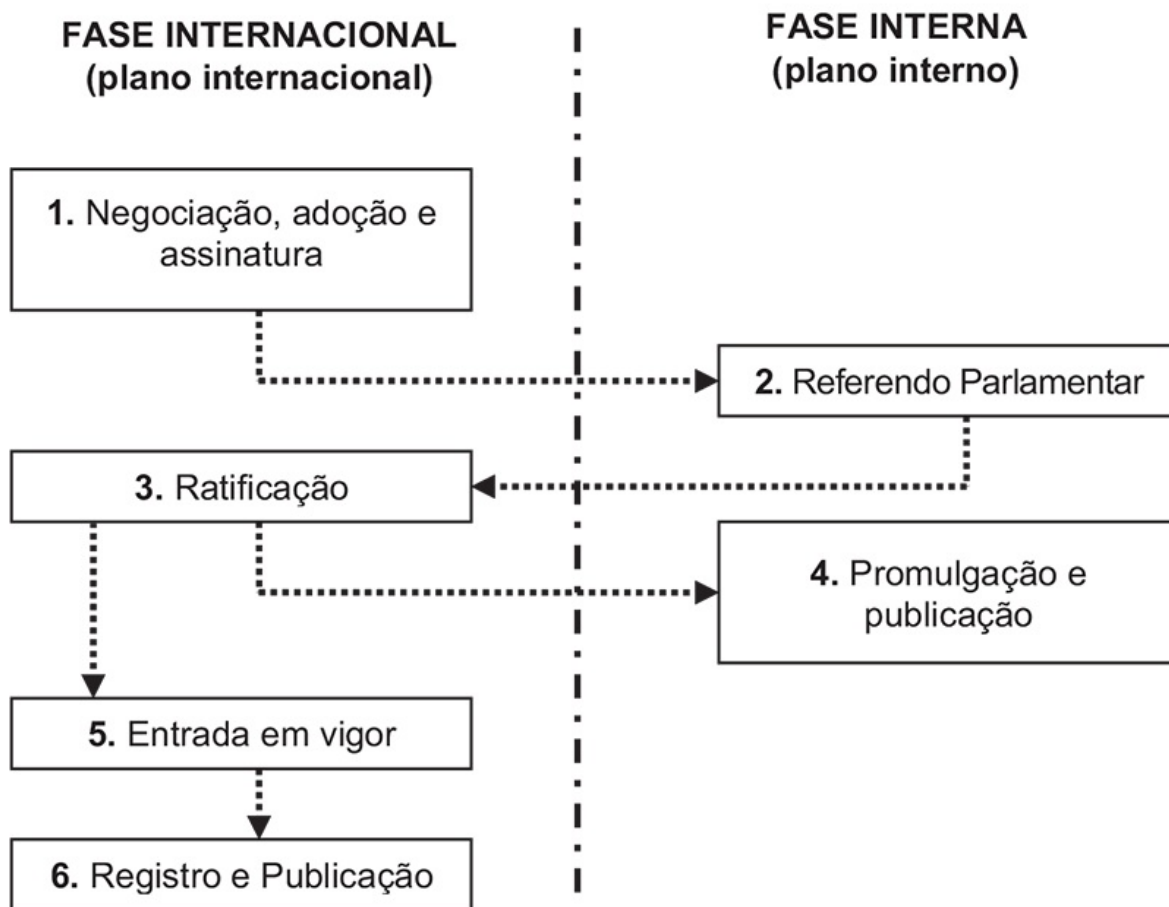 FASE INTERNACIONAL
(plano internacional)
FASE INTERNA
(plano interno)
1. Negociação, adoção e
assinatura
2. Referendo Parlamentar
3. Ratificação
4. Promulgação e
publicação
5. Entrada em vigor
6. Registro e Publicação